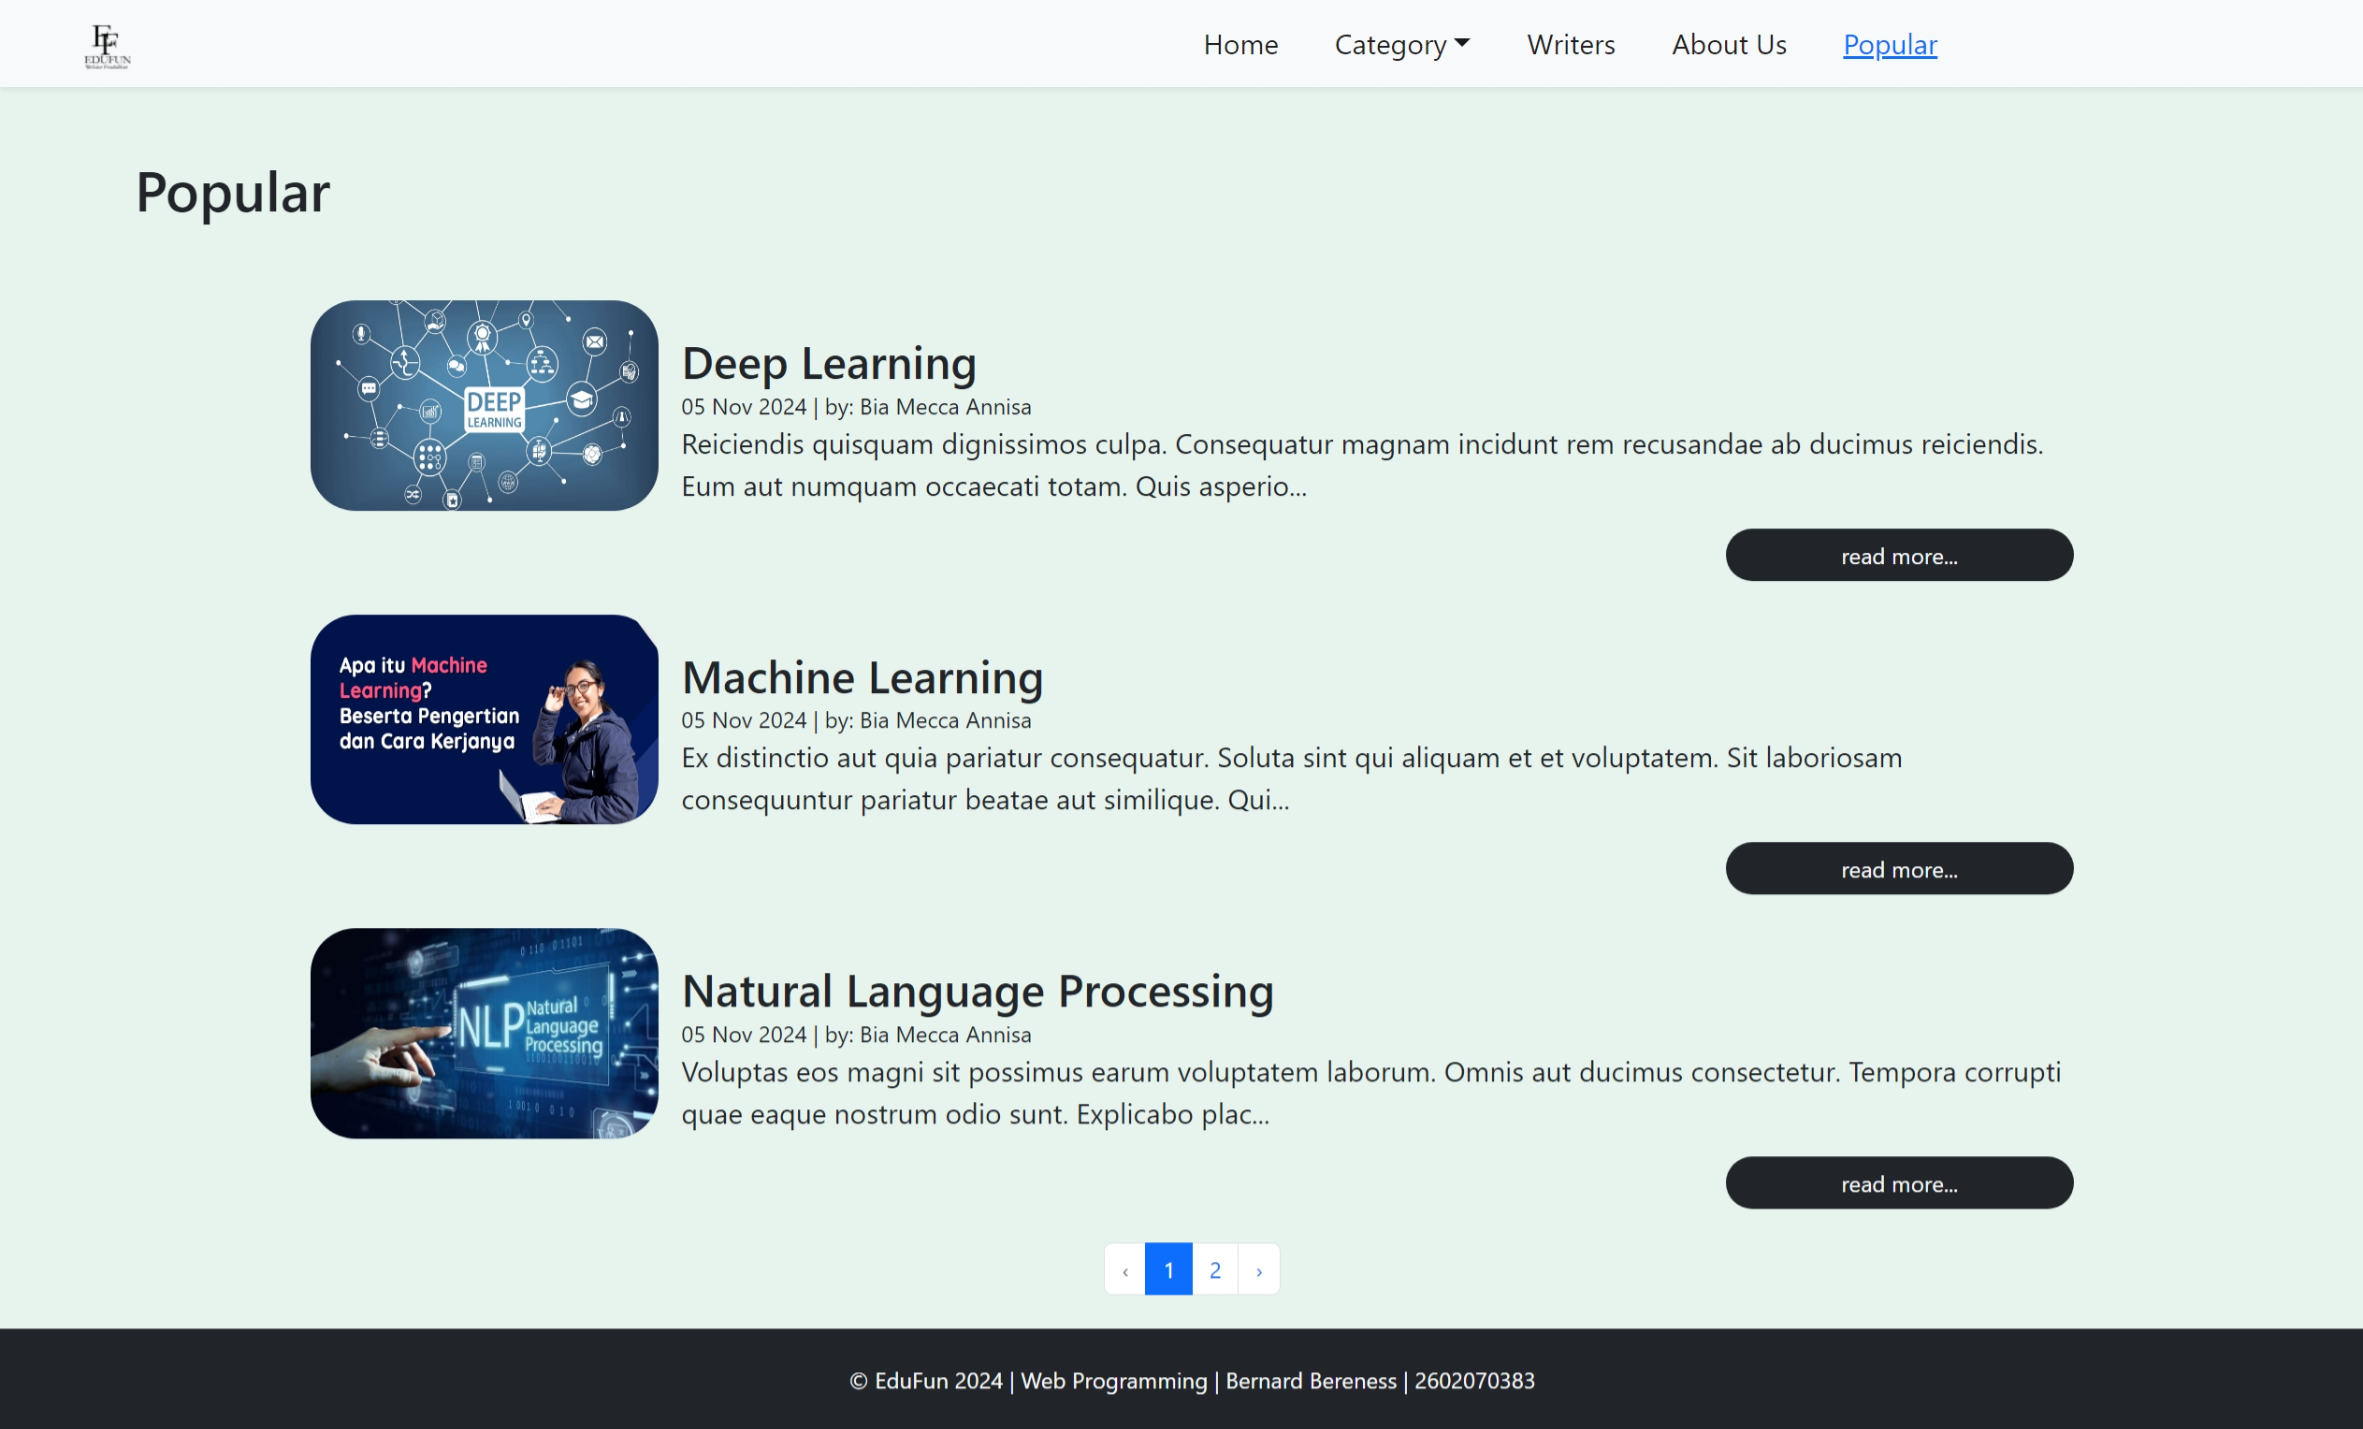 EF
EDUFUN
Home
Category
Writers
About Us
Popular
Popular
DEEP
LEARNING
Deep Learning
05 Nov 2024 | by: Bia Mecca Annisa
Reiciendis quisquam dignissimos culpa. Consequatur magnam incidunt rem recusandae ab ducimus reiciendis.
Eum aut numquam occaecati totam. Quis asperio...
read more...
Apa itu Machine
Learning?
Beserta Pengertian
dan Cara Kerjanya
Machine Learning
05 Nov 2024 | by: Bia Mecca Annisa
Ex distinctio aut quia pariatur consequatur. Soluta sint qui aliquam et et voluptatem. Sit laboriosam
consequuntur pariatur beatae aut similique. Qui...
read more...
NLP
Natural
Language
Processing
Natural Language Processing
05 Nov 2024 | by: Bia Mecca Annisa
Voluptas eos magni sit possimus earum voluptatem laborum. Omnis aut ducimus consectetur. Tempora corrupti
quae eaque nostrum odio sunt. Explicabo plac...
read more...
‹ 1 2 ›
© EduFun 2024 | Web Programming | Bernard Bereness | 2602070383